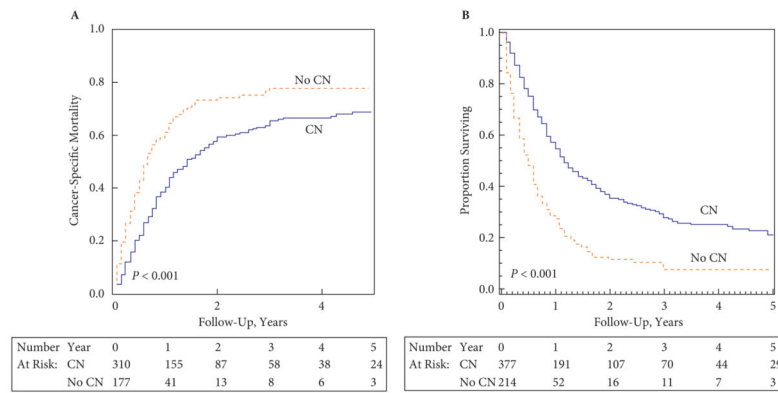 A
Cancer-Specific Mortality
1.0
0.8
0.6
0.4
0.2
0.0
No CN
CN
P < 0.001
0 2 4
Follow-Up, Years
Number Year 0 1 2 3 4 5
At Risk: CN 310 155 87 58 38 24
No CN 177 41 13 8 6 3
B
Proportion Surviving
1.0
0.8
0.6
0.4
0.2
0.0
CN
No CN
P < 0.001
0 1 2 3 4 5
Follow-Up, Years
Number Year 0 1 2 3 4 5
At Risk: CN 377 191 107 70 44 29
No CN 214 52 16 11 7 3